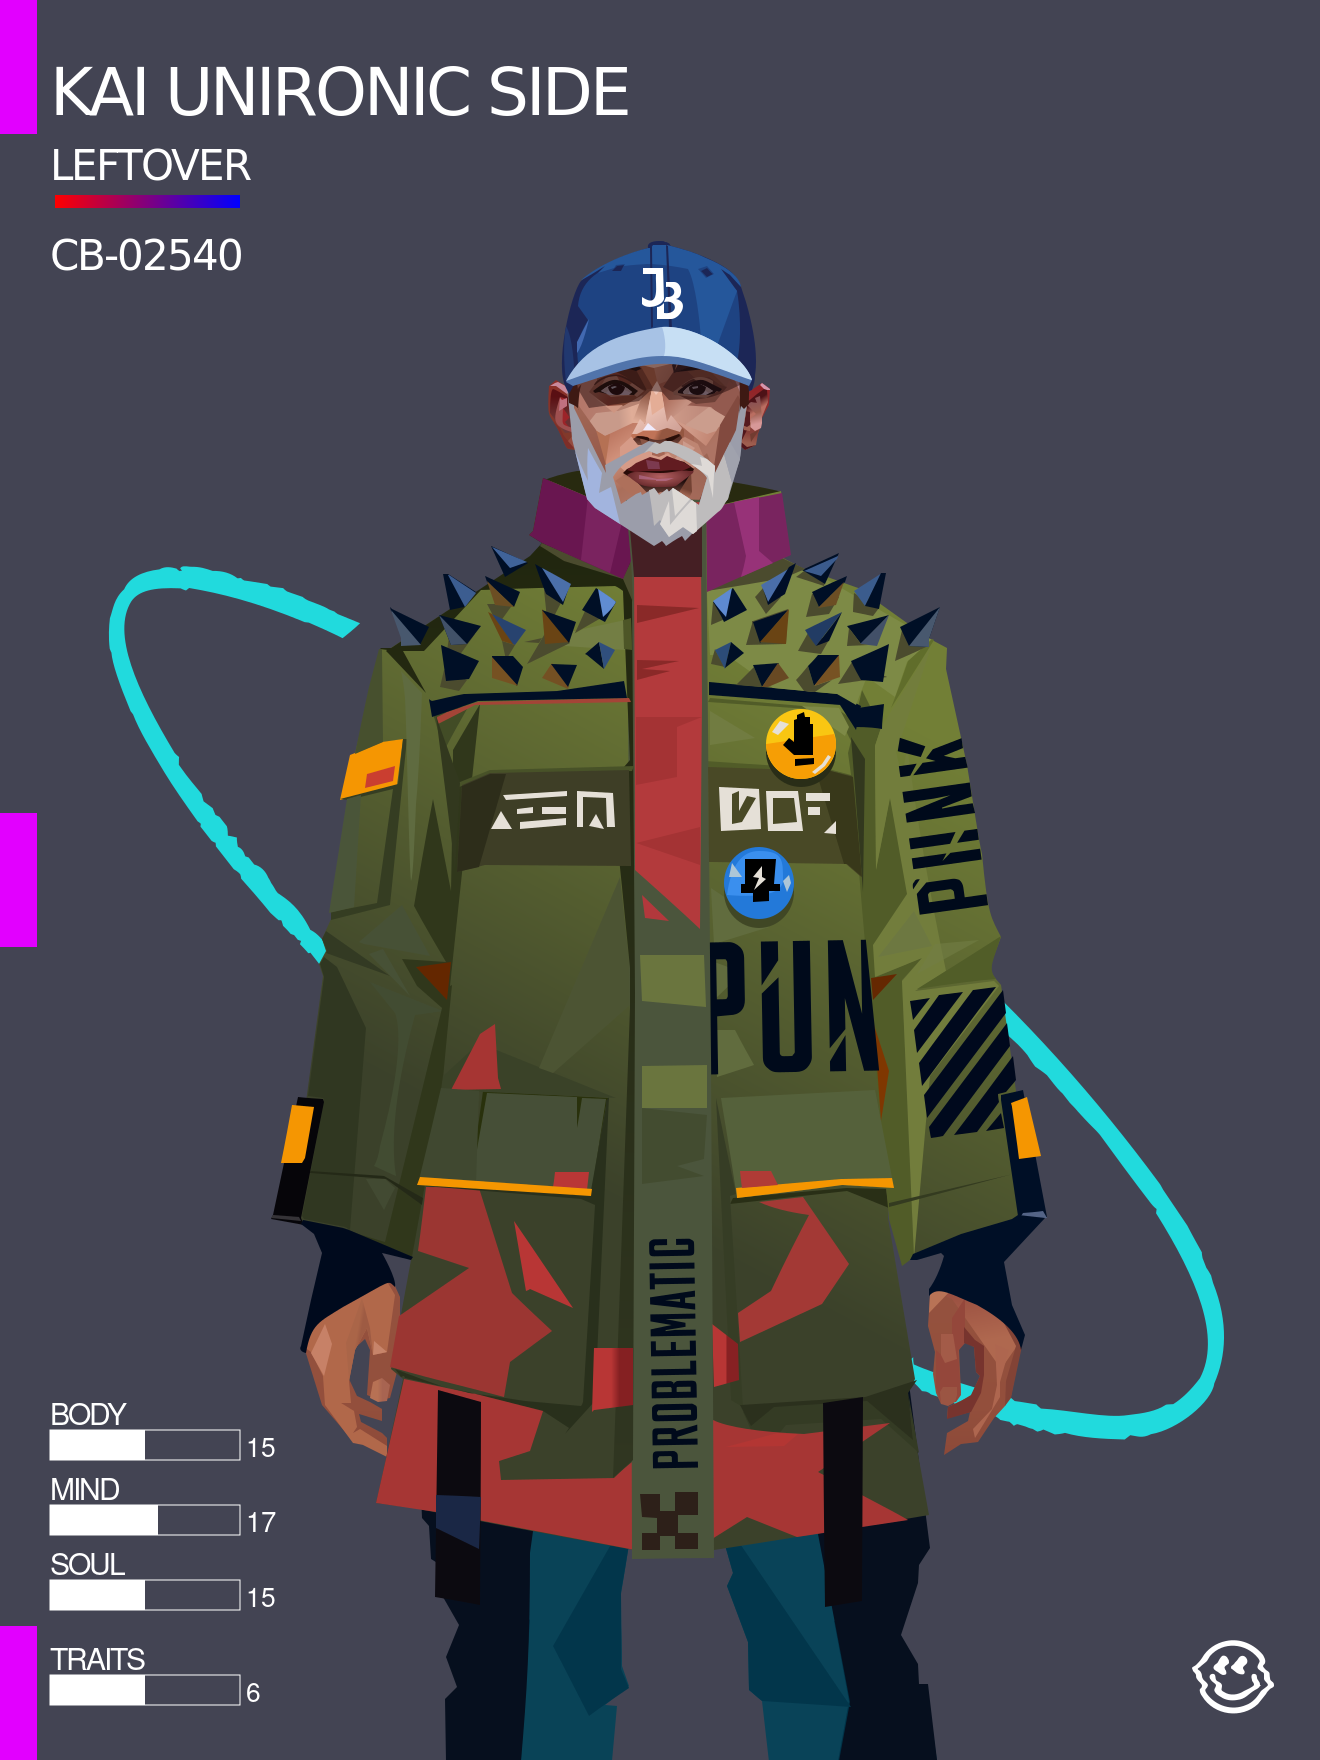 KAI UNIRONIC SIDE
LEFTOVER
CB-02540
JB
PUNK
PUN
PROBLEMATIC
BODY
15
MIND
17
SOUL
15
TRAITS
6